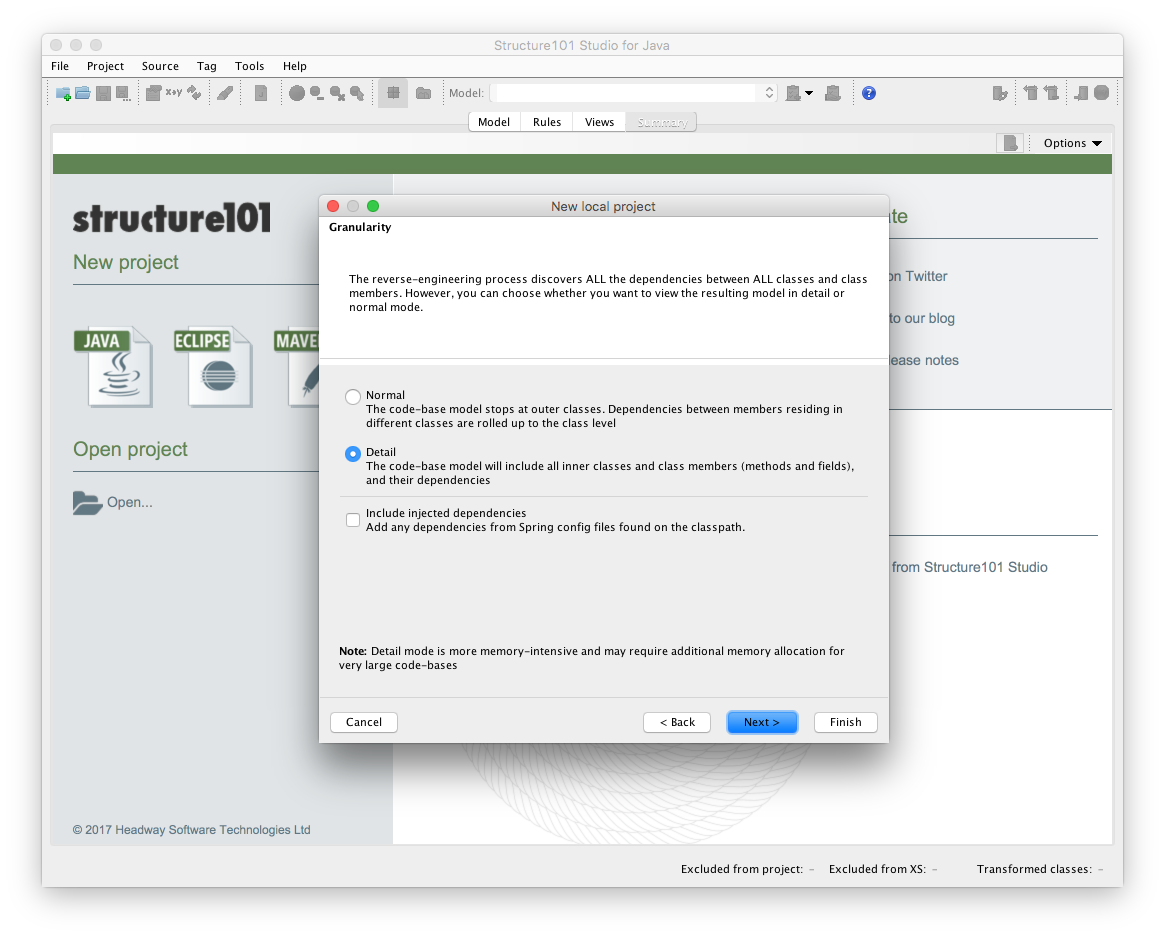 Structure101 Studio for Java
File Project Source Tag Tools Help
Model:
Model Rules Views Summary
Options
structure101
New project
JAVA ECLIPSE
Open project
Open...
© 2017 Headway Software Technologies Ltd
New local project
Granularity
The reverse-engineering process discovers ALL the dependencies between ALL classes and class
members. However, you can choose whether you want to view the resulting model in detail or
normal mode.
Normal
The code-base model stops at outer classes. Dependencies between members residing in
different classes are rolled up to the class level
Detail
The code-base model will include all inner classes and class members (methods and fields),
and their dependencies
Include injected dependencies
Add any dependencies from Spring config files found on the classpath.
Note: Detail mode is more memory-intensive and may require additional memory allocation for
very large code-bases
Cancel < Back Next > Finish
on Twitter
to our blog
notes
from Structure101 Studio
Excluded from project: – Excluded from XS: – Transformed classes: –